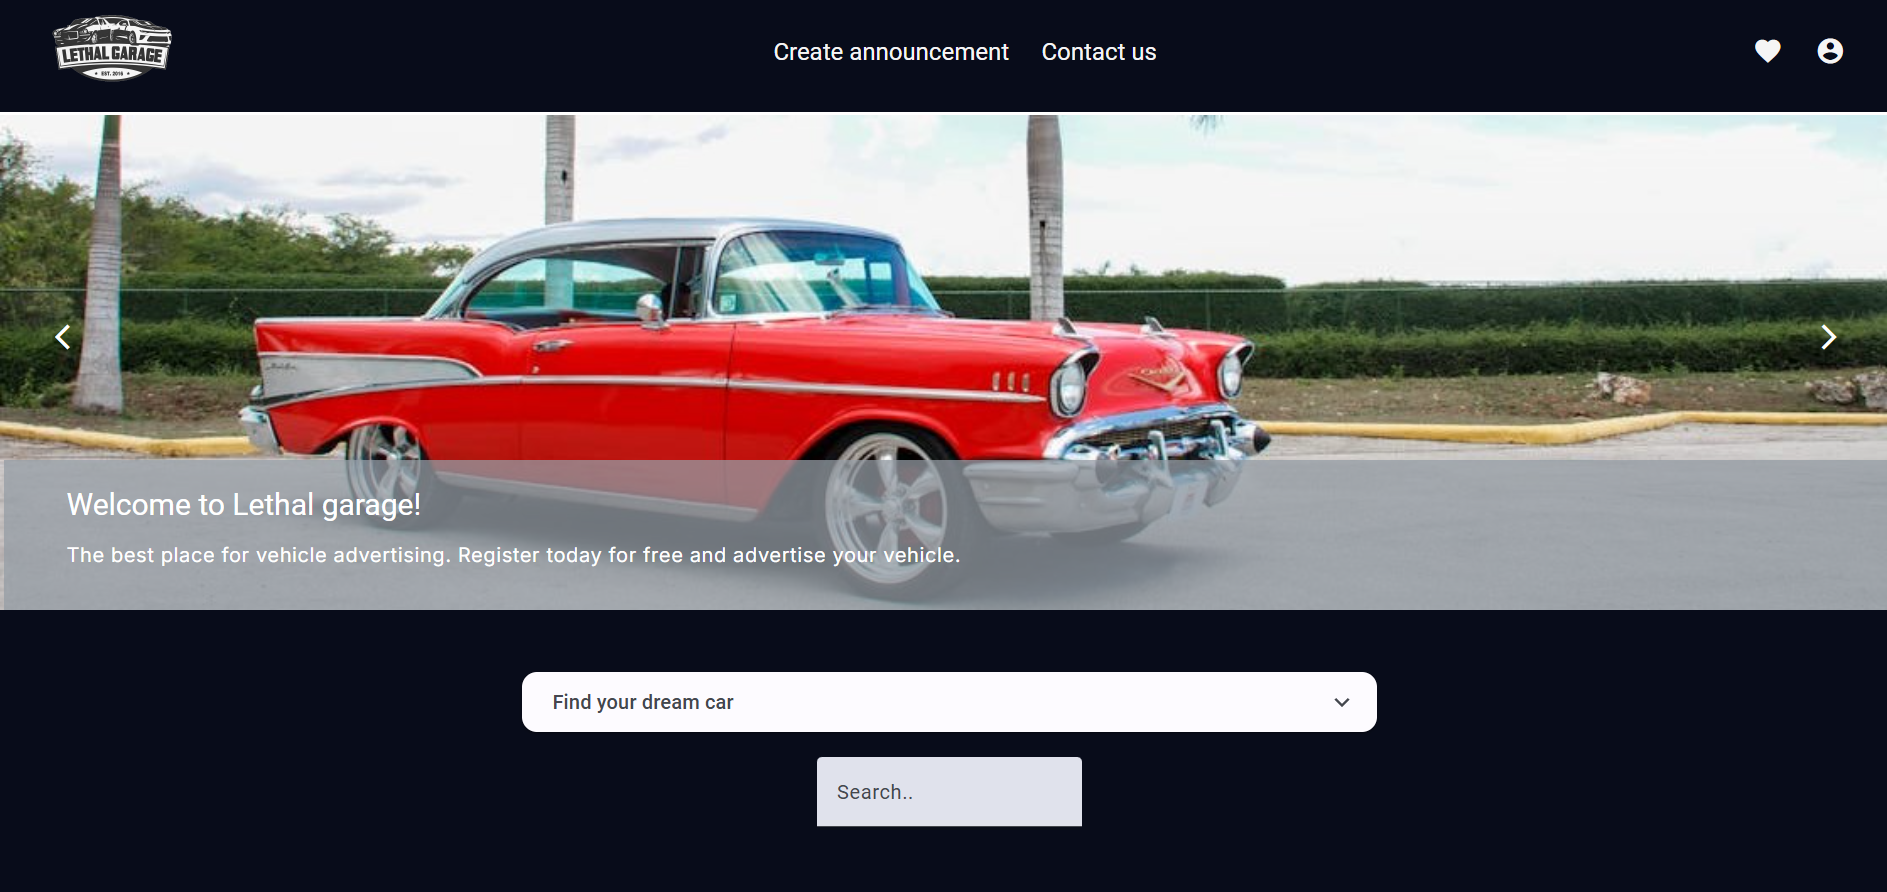 LETHAL GARAGE
EST. 2016
Create announcement
Contact us
Welcome to Lethal garage!
The best place for vehicle advertising. Register today for free and advertise your vehicle.
Find your dream car
Search..